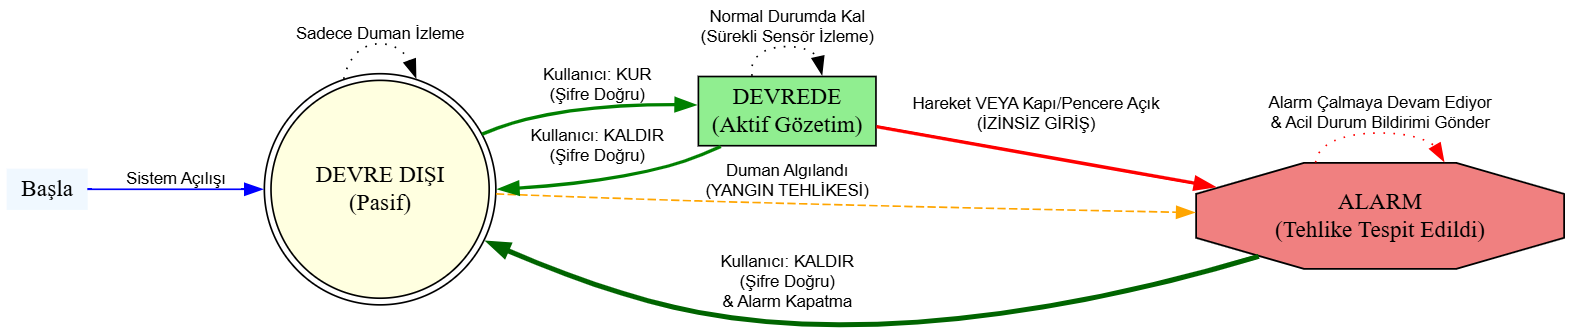 Başla
Sistem Açılışı
Sadece Duman İzleme
DEVRE DIŞI
(Pasif)
Kullanıcı: KUR
(Şifre Doğru)
Kullanıcı: KALDIR
(Şifre Doğru)
Normal Durumda Kal
(Sürekli Sensör İzleme)
DEVREDE
(Aktif Gözetim)
Duman Algılandı
(YANGIN TEHLİKESİ)
Hareket VEYA Kapı/Pencere Açık
(İZİNSİZ GİRİŞ)
Alarm Çalmaya Devam Ediyor
& Acil Durum Bildirimi Gönder
ALARM
(Tehlike Tespit Edildi)
Kullanıcı: KALDIR
(Şifre Doğru)
& Alarm Kapatma